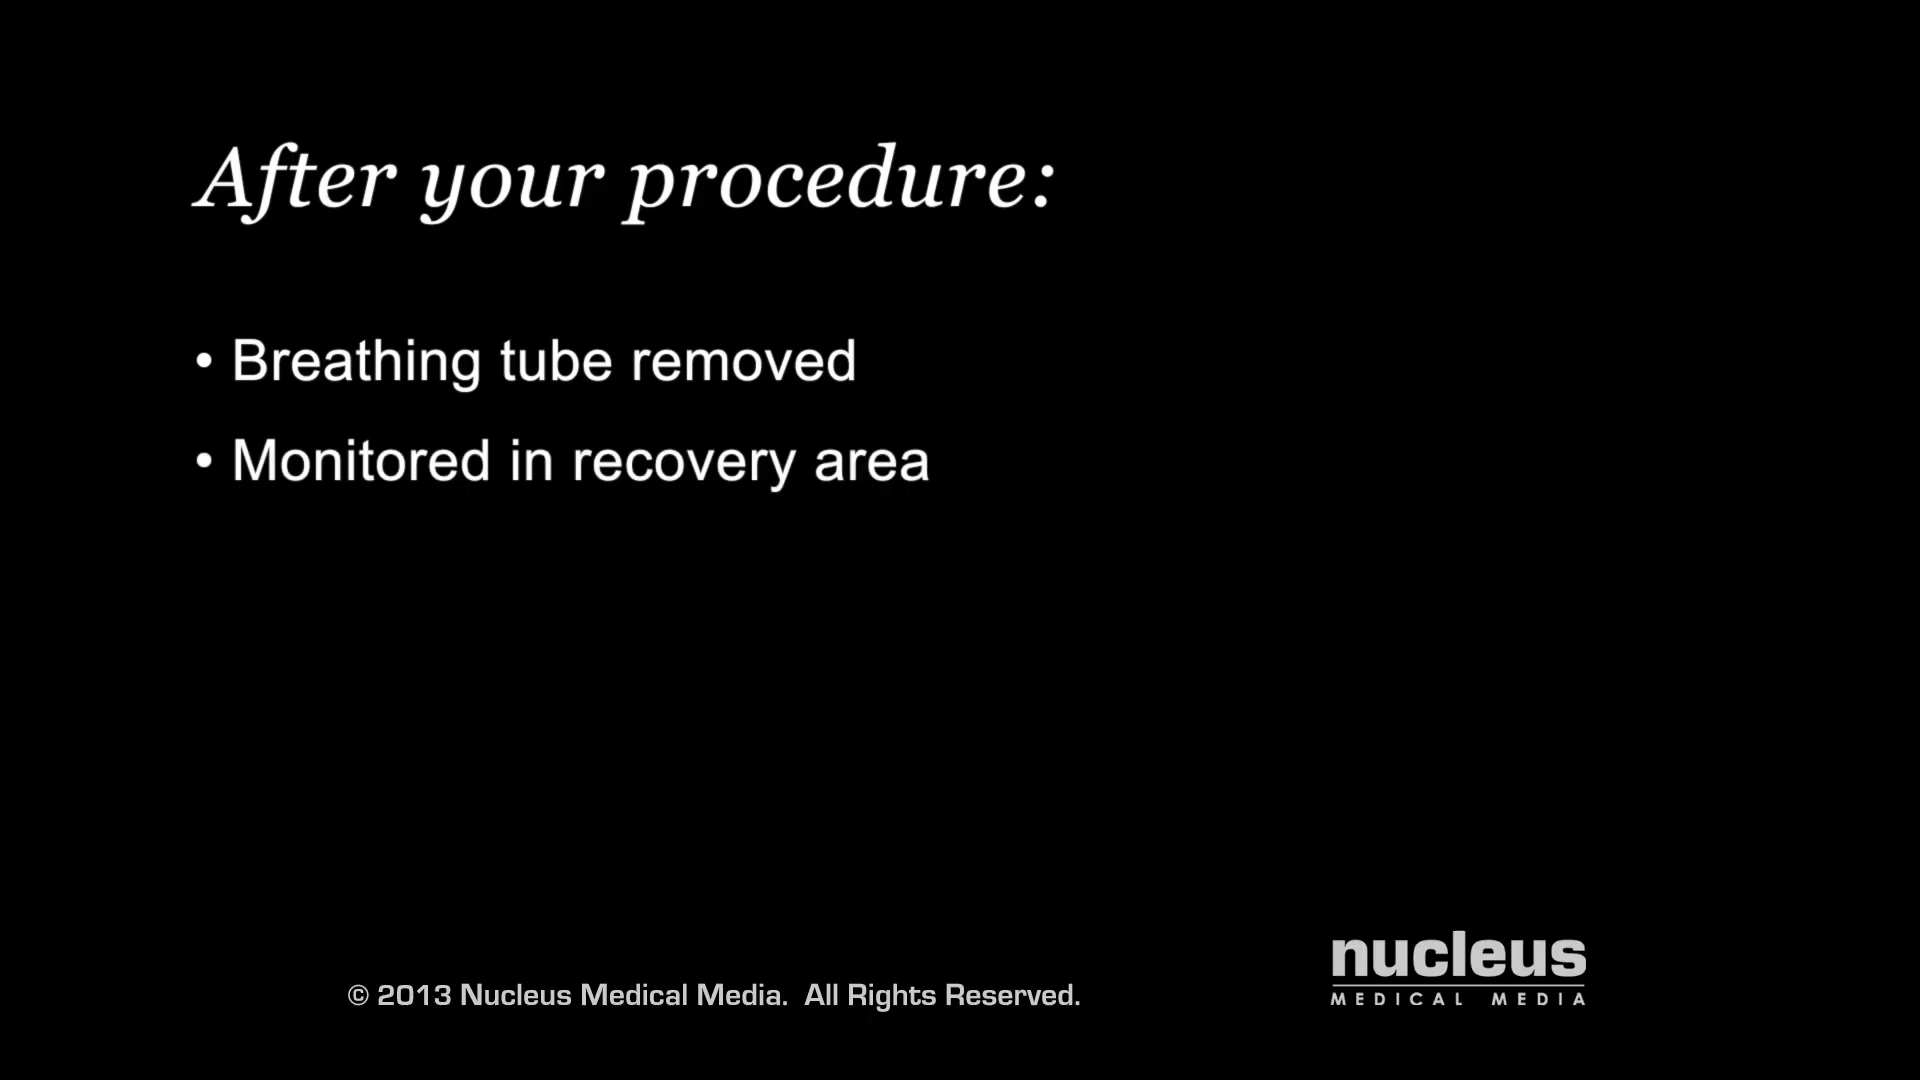 After your procedure:
• Breathing tube removed
• Monitored in recovery area
nucleus
MEDICAL MEDIA
© 2013 Nucleus Medical Media. All Rights Reserved.